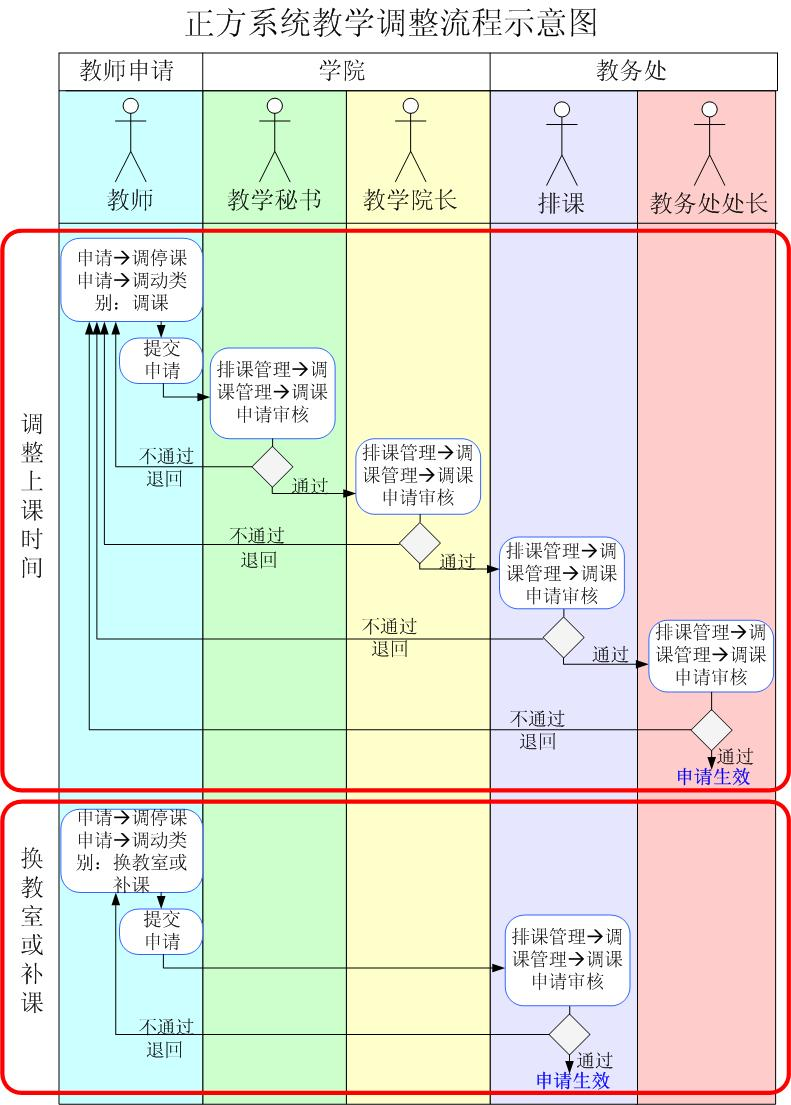 正方系统教学调整流程示意图
教师申请
学院
教务处
教师
教学秘书
教学院长
排课
教务处处长
调整上课时间
申请→调停课
申请→调动类
别：调课
提交
申请
排课管理→调
课管理→调课
申请审核
不通过
退回
通过
排课管理→调
课管理→调课
申请审核
不通过
退回
通过
排课管理→调
课管理→调课
申请审核
不通过
退回
通过
排课管理→调
课管理→调课
申请审核
不通过
退回
通过
申请生效
换教室或补课
申请→调停课
申请→调动类
别：换教室或
补课
提交
申请
排课管理→调
课管理→调课
申请审核
不通过
退回
通过
申请生效